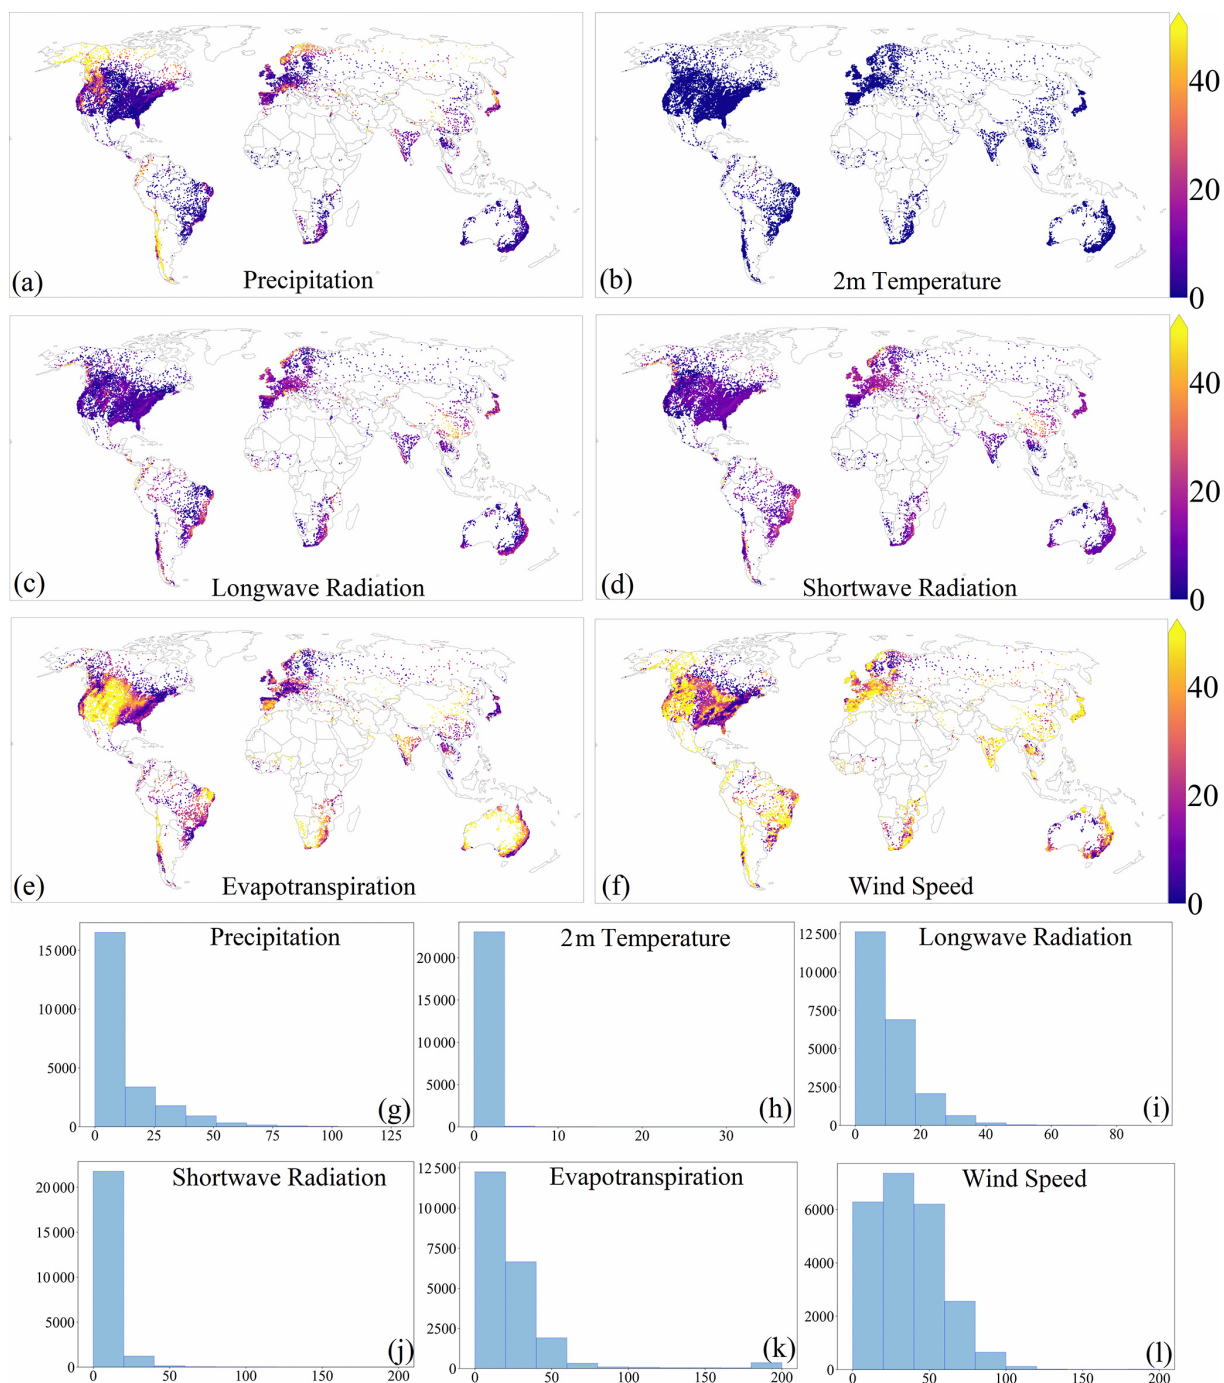 40
20
0
(a) Precipitation
(b) 2m Temperature
40
20
0
(c) Longwave Radiation
(d) Shortwave Radiation
40
20
0
(e) Evapotranspiration
(f) Wind Speed
Precipitation
15 000
10 000
5000
0
(g)
0 25 50 75 100 125
2m Temperature
20 000
15 000
10 000
5000
0
(h)
0 10 20 30
Longwave Radiation
12 500
10 000
7500
5000
2500
0
(i)
0 20 40 60 80
Shortwave Radiation
20 000
15 000
10 000
5000
0
(j)
0 50 100 150 200
Evapotranspiration
12 500
10 000
7500
5000
2500
0
(k)
0 50 100 150 200
Wind Speed
6000
4000
2000
0
(l)
0 50 100 150 200